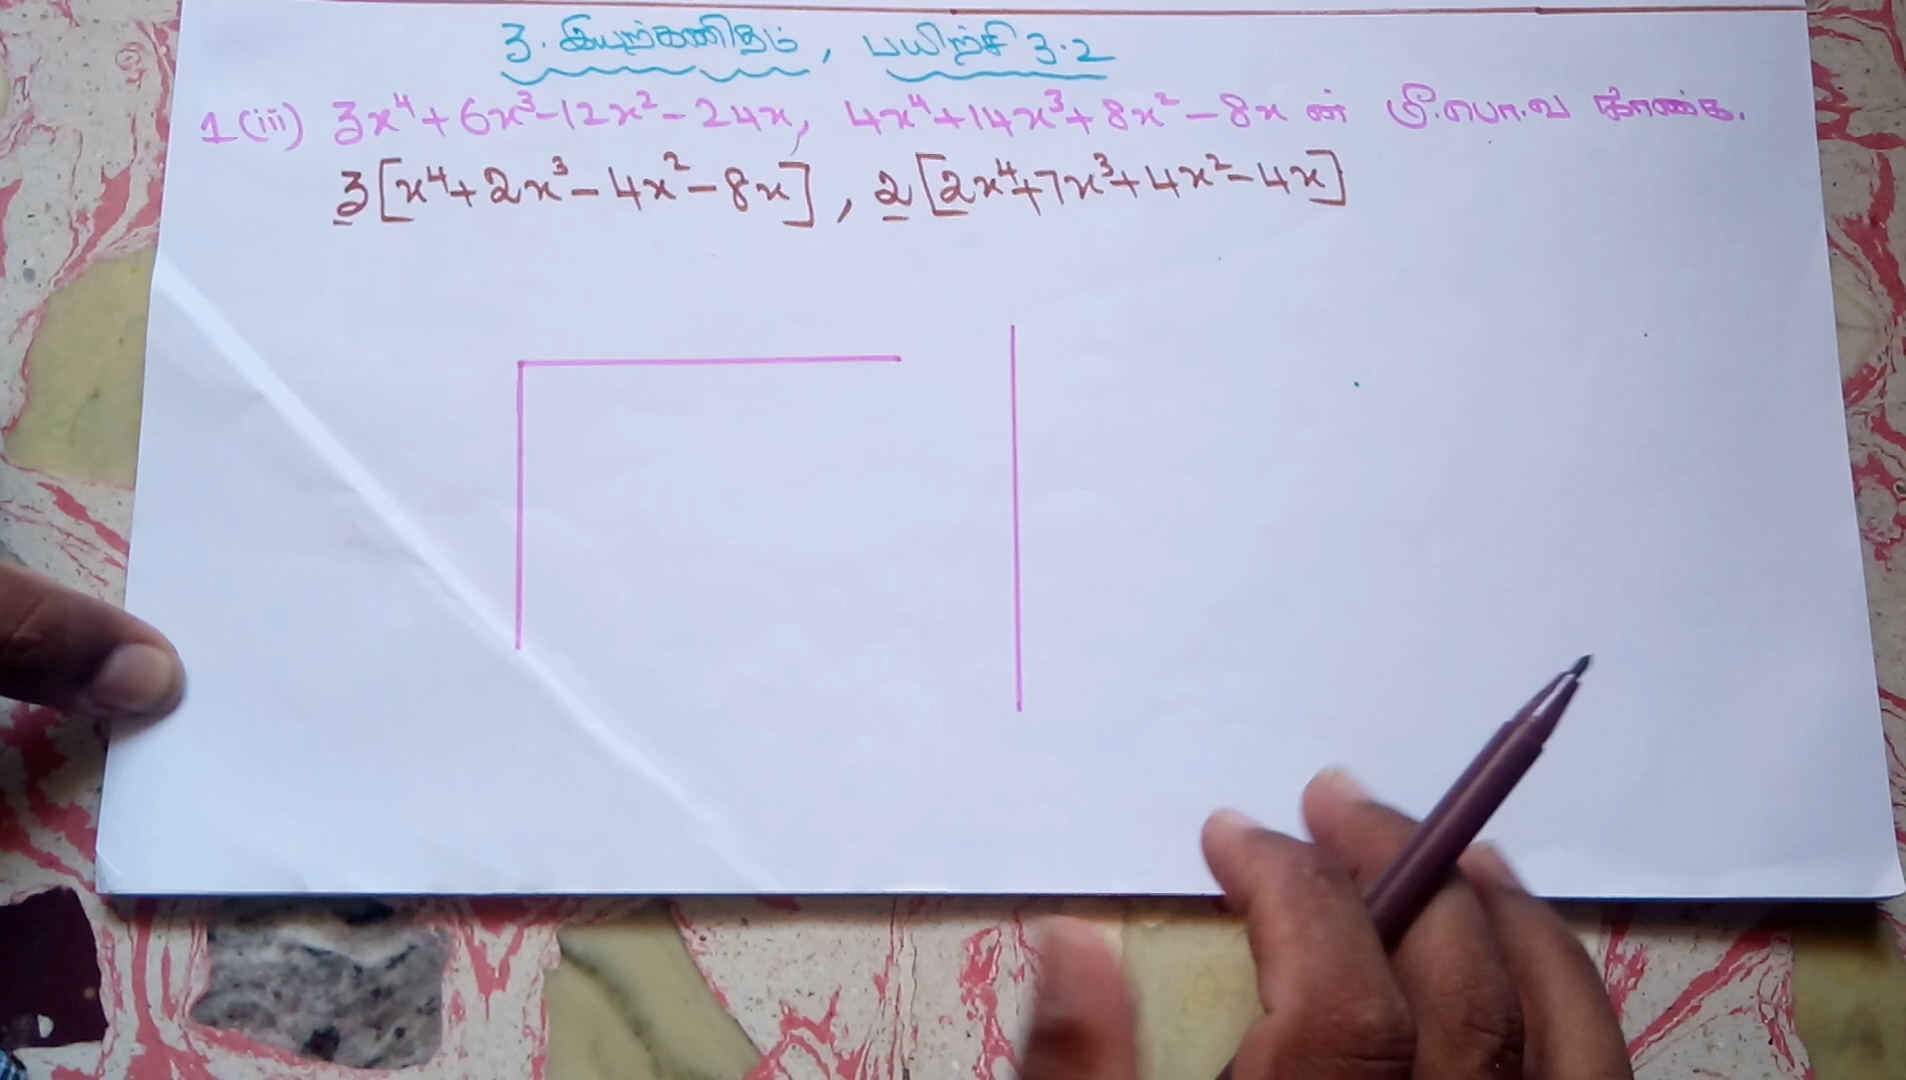 3. இயற்கணிதம், பயிற்சி 3.2
1(iii) 3x⁴+6x³-12x²-24x, 4x⁴+14x³+8x²-8x ன் மீ.பொ.வ காண்க.
3[x⁴+2x³-4x²-8x], 2[2x⁴+7x³+4x²-4x]